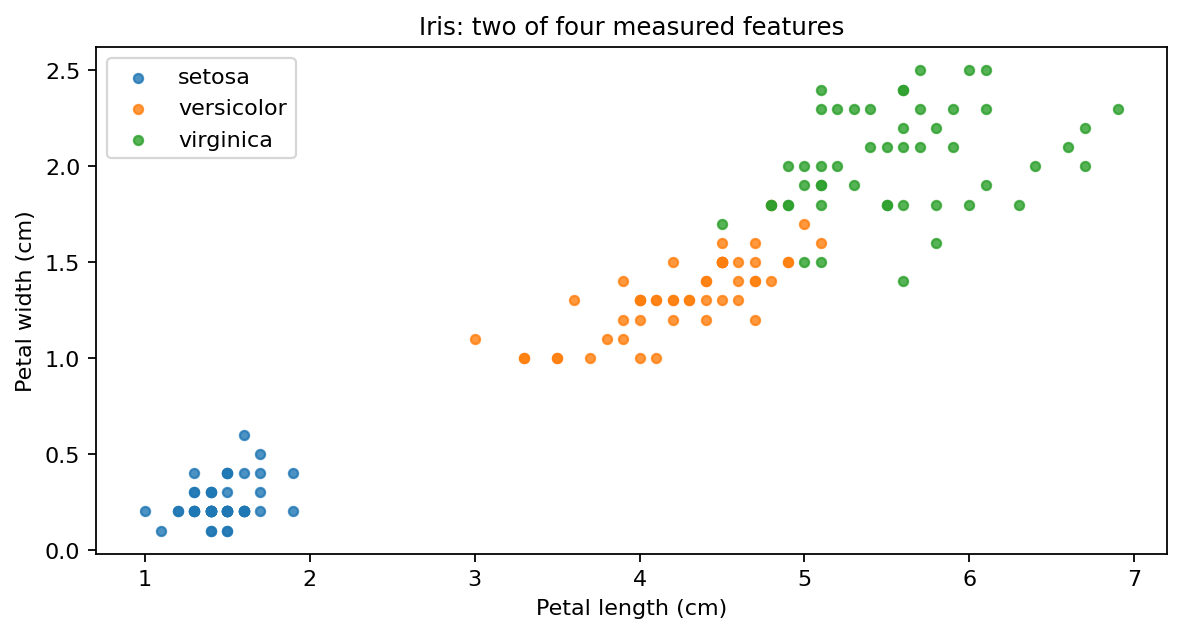 Iris: two of four measured features
setosa
versicolor
virginica
2.5
2.0
1.5
1.0
0.5
0.0
Petal width (cm)
1 2 3 4 5 6 7
Petal length (cm)